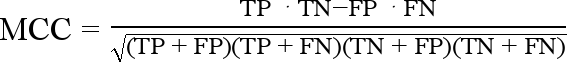 MCC = TP · TN−FP · FN / √(TP + FP)(TP + FN)(TN + FP)(TN + FN)